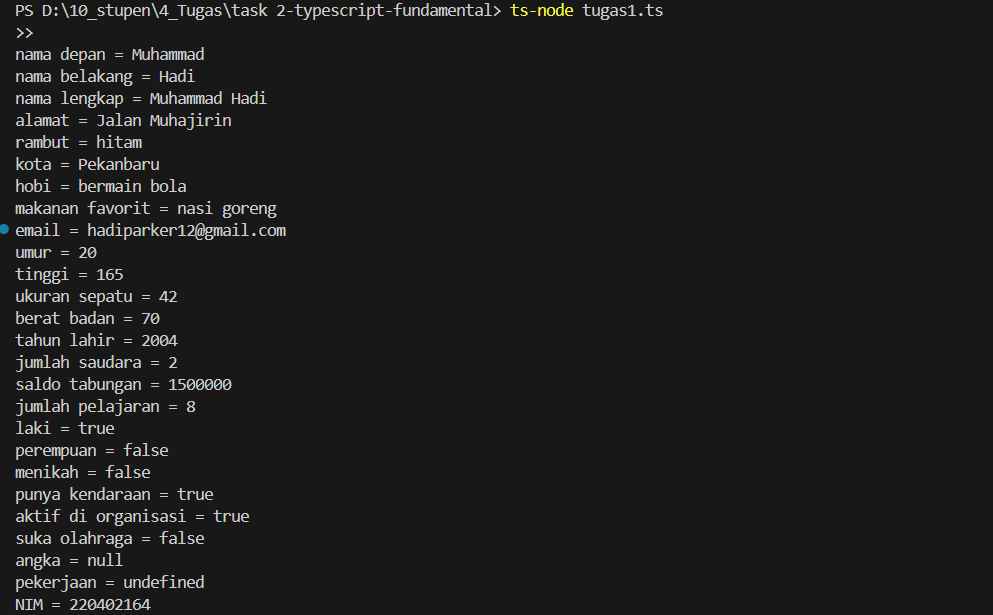 PS D:\10_stupen\4_Tugas\task 2-typescript-fundamental> ts-node tugas1.ts
>>
nama depan = Muhammad
nama belakang = Hadi
nama lengkap = Muhammad Hadi
alamat = Jalan Muhajirin
rambut = hitam
kota = Pekanbaru
hobi = bermain bola
makanan favorit = nasi goreng
email = hadiparker12@gmail.com
umur = 20
tinggi = 165
ukuran sepatu = 42
berat badan = 70
tahun lahir = 2004
jumlah saudara = 2
saldo tabungan = 1500000
jumlah pelajaran = 8
laki = true
perempuan = false
menikah = false
punya kendaraan = true
aktif di organisasi = true
suka olahraga = false
angka = null
pekerjaan = undefined
NIM = 220402164